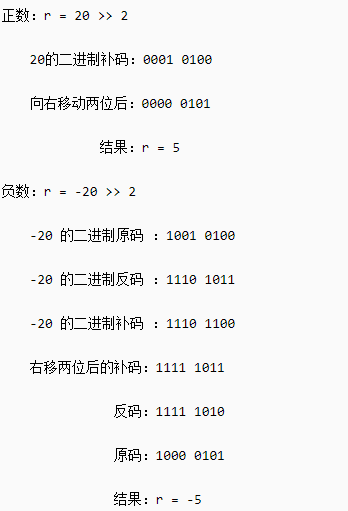 正数：r = 20 >> 2
20的二进制补码：0001 0100
向右移动两位后：0000 0101
结果：r = 5
负数：r = -20 >> 2
-20 的二进制原码 ：1001 0100
-20 的二进制反码 ：1110 1011
-20 的二进制补码 ：1110 1100
右移两位后的补码：1111 1011
反码：1111 1010
原码：1000 0101
结果：r = -5